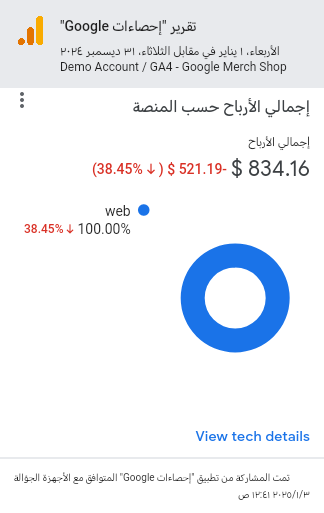 تقرير "إحصاءات Google"
الأربعاء، ١ يناير في مقابل الثلاثاء، ٣١ ديسمبر ٢٠٢٤
Demo Account / GA4 - Google Merch Shop
إجمالي الأرباح حسب المنصة
إجمالي الأرباح
$ 834.16 -521.19 $ (↓ 38.45%)
web
100.00% ↓38.45%
View tech details
تمت المشاركة من تطبيق "إحصاءات Google" المتوافق مع الأجهزة الجوّالة
٢٠٢٥/١/٣ ١٢:٤١ ص